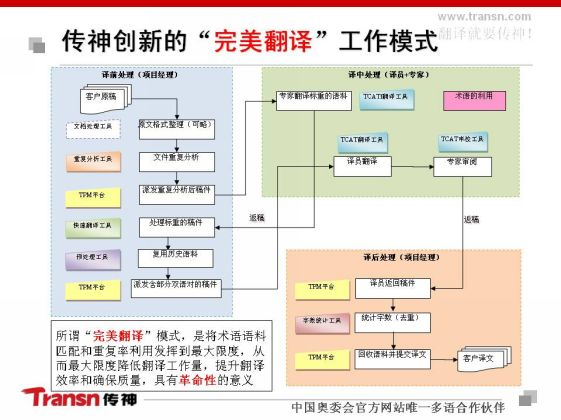 www.transn.com
翻译就要传神!
传神创新的“完美翻译”工作模式
译前处理（项目经理）
客户原稿
文档处理工具
原文格式整理（可略）
重复分析工具
文件重复分析
TPM平台
派发重复分析后稿件
快速翻译工具
处理标重的稿件
预处理工具
复用历史语料
TPM平台
派发含部分双语对的稿件
返稿
译中处理（译员+专家）
专家翻译标重的语料
TCAT翻译工具
术语的利用
TCAT翻译工具
TCAT审校工具
译员翻译
专家审阅
返稿
译后处理（项目经理）
TPM平台
译员返回稿件
字数统计工具
统计字数（去重）
TPM平台
回收语料并提交译文
客户译文
所谓“完美翻译”模式，是将术语语料
匹配和重复率利用发挥到最大限度，从
而最大限度降低翻译工作量，提升翻译
效率和确保质量，具有革命性的意义
Transn传神
中国奥委会官方网站唯一多语合作伙伴